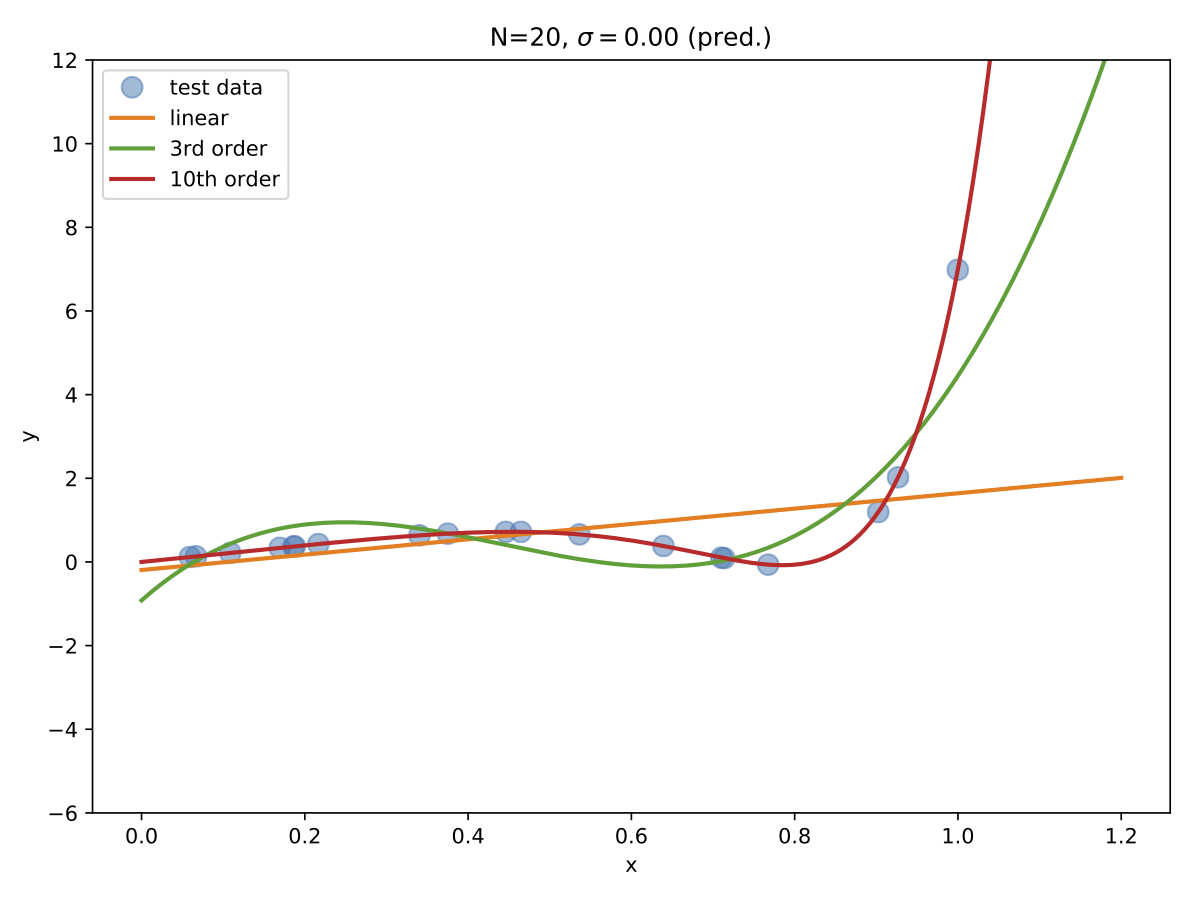 N=20, σ = 0.00 (pred.)
test data
linear
3rd order
10th order
12
10
8
6
4
2
0
−2
−4
−6
y
0.0 0.2 0.4 0.6 0.8 1.0 1.2
x